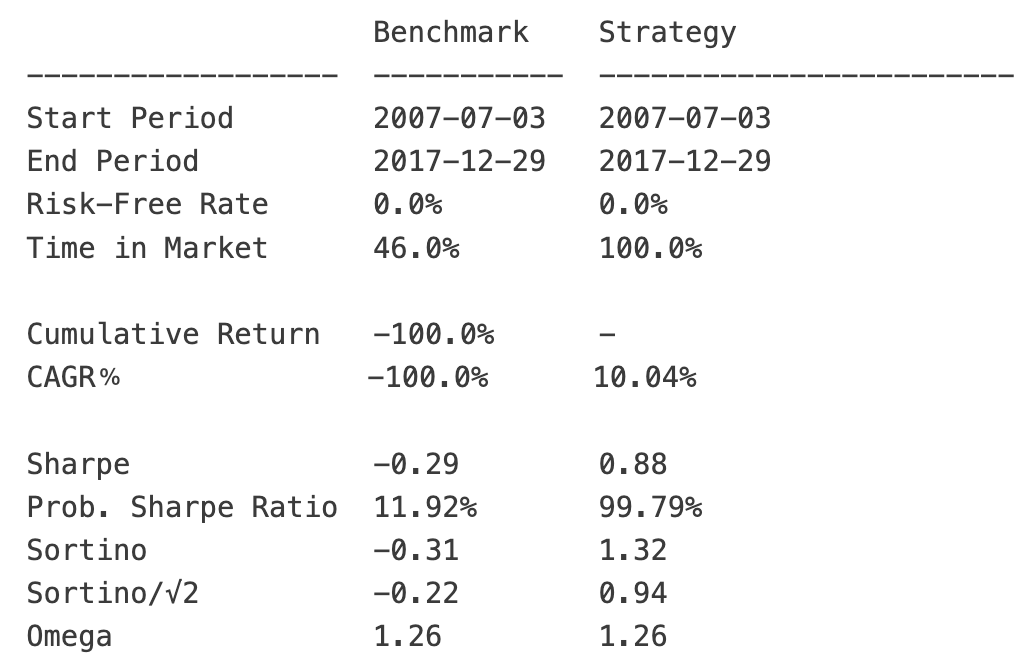 Benchmark Strategy
------------------ ----------- ------------------------
Start Period 2007-07-03 2007-07-03
End Period 2017-12-29 2017-12-29
Risk-Free Rate 0.0% 0.0%
Time in Market 46.0% 100.0%
Cumulative Return -100.0% -
CAGR% -100.0% 10.04%
Sharpe -0.29 0.88
Prob. Sharpe Ratio 11.92% 99.79%
Sortino -0.31 1.32
Sortino/√2 -0.22 0.94
Omega 1.26 1.26